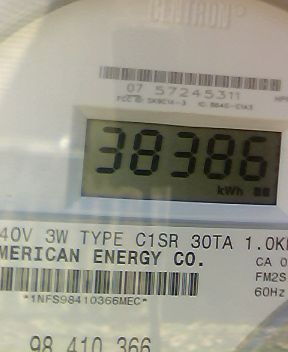 CENTRON®
07 57245311
38386
kWh
40V 3W TYPE C1SR 30TA 1.0K
MERICAN ENERGY CO.
CA 0
FM2S
*1NFS98410366MEC*
60Hz
98 410 366